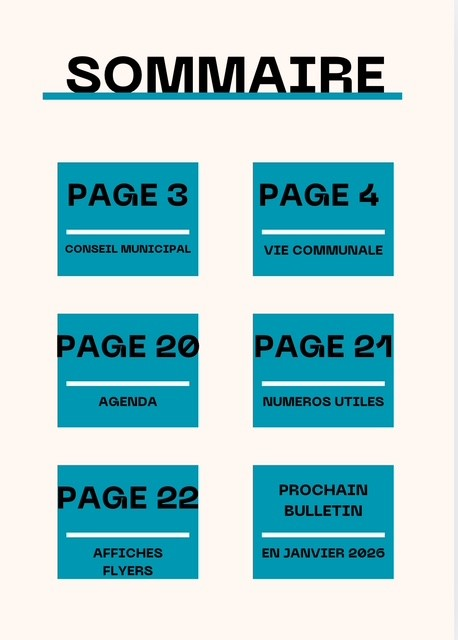 SOMMAIRE
PAGE 3
CONSEIL MUNICIPAL
PAGE 4
VIE COMMUNALE
PAGE 20
AGENDA
PAGE 21
NUMEROS UTILES
PAGE 22
AFFICHES
FLYERS
PROCHAIN
BULLETIN
EN JANVIER 2026